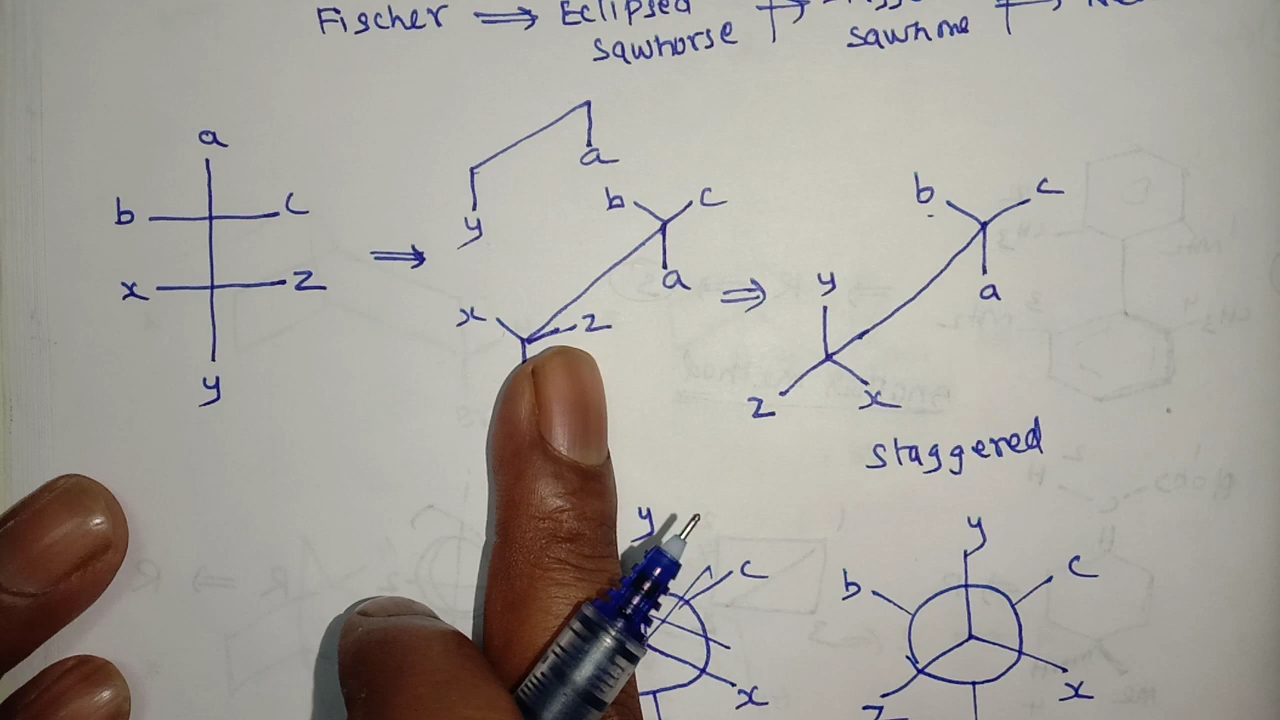 Fischer ⇒ Eclipsed
sawhorse
sawhorse
a
b c
x z
y
⇒
a
y
b c
a
x z
⇒
b c
a
y
z x
staggered
y
c
x
y
b c
z x